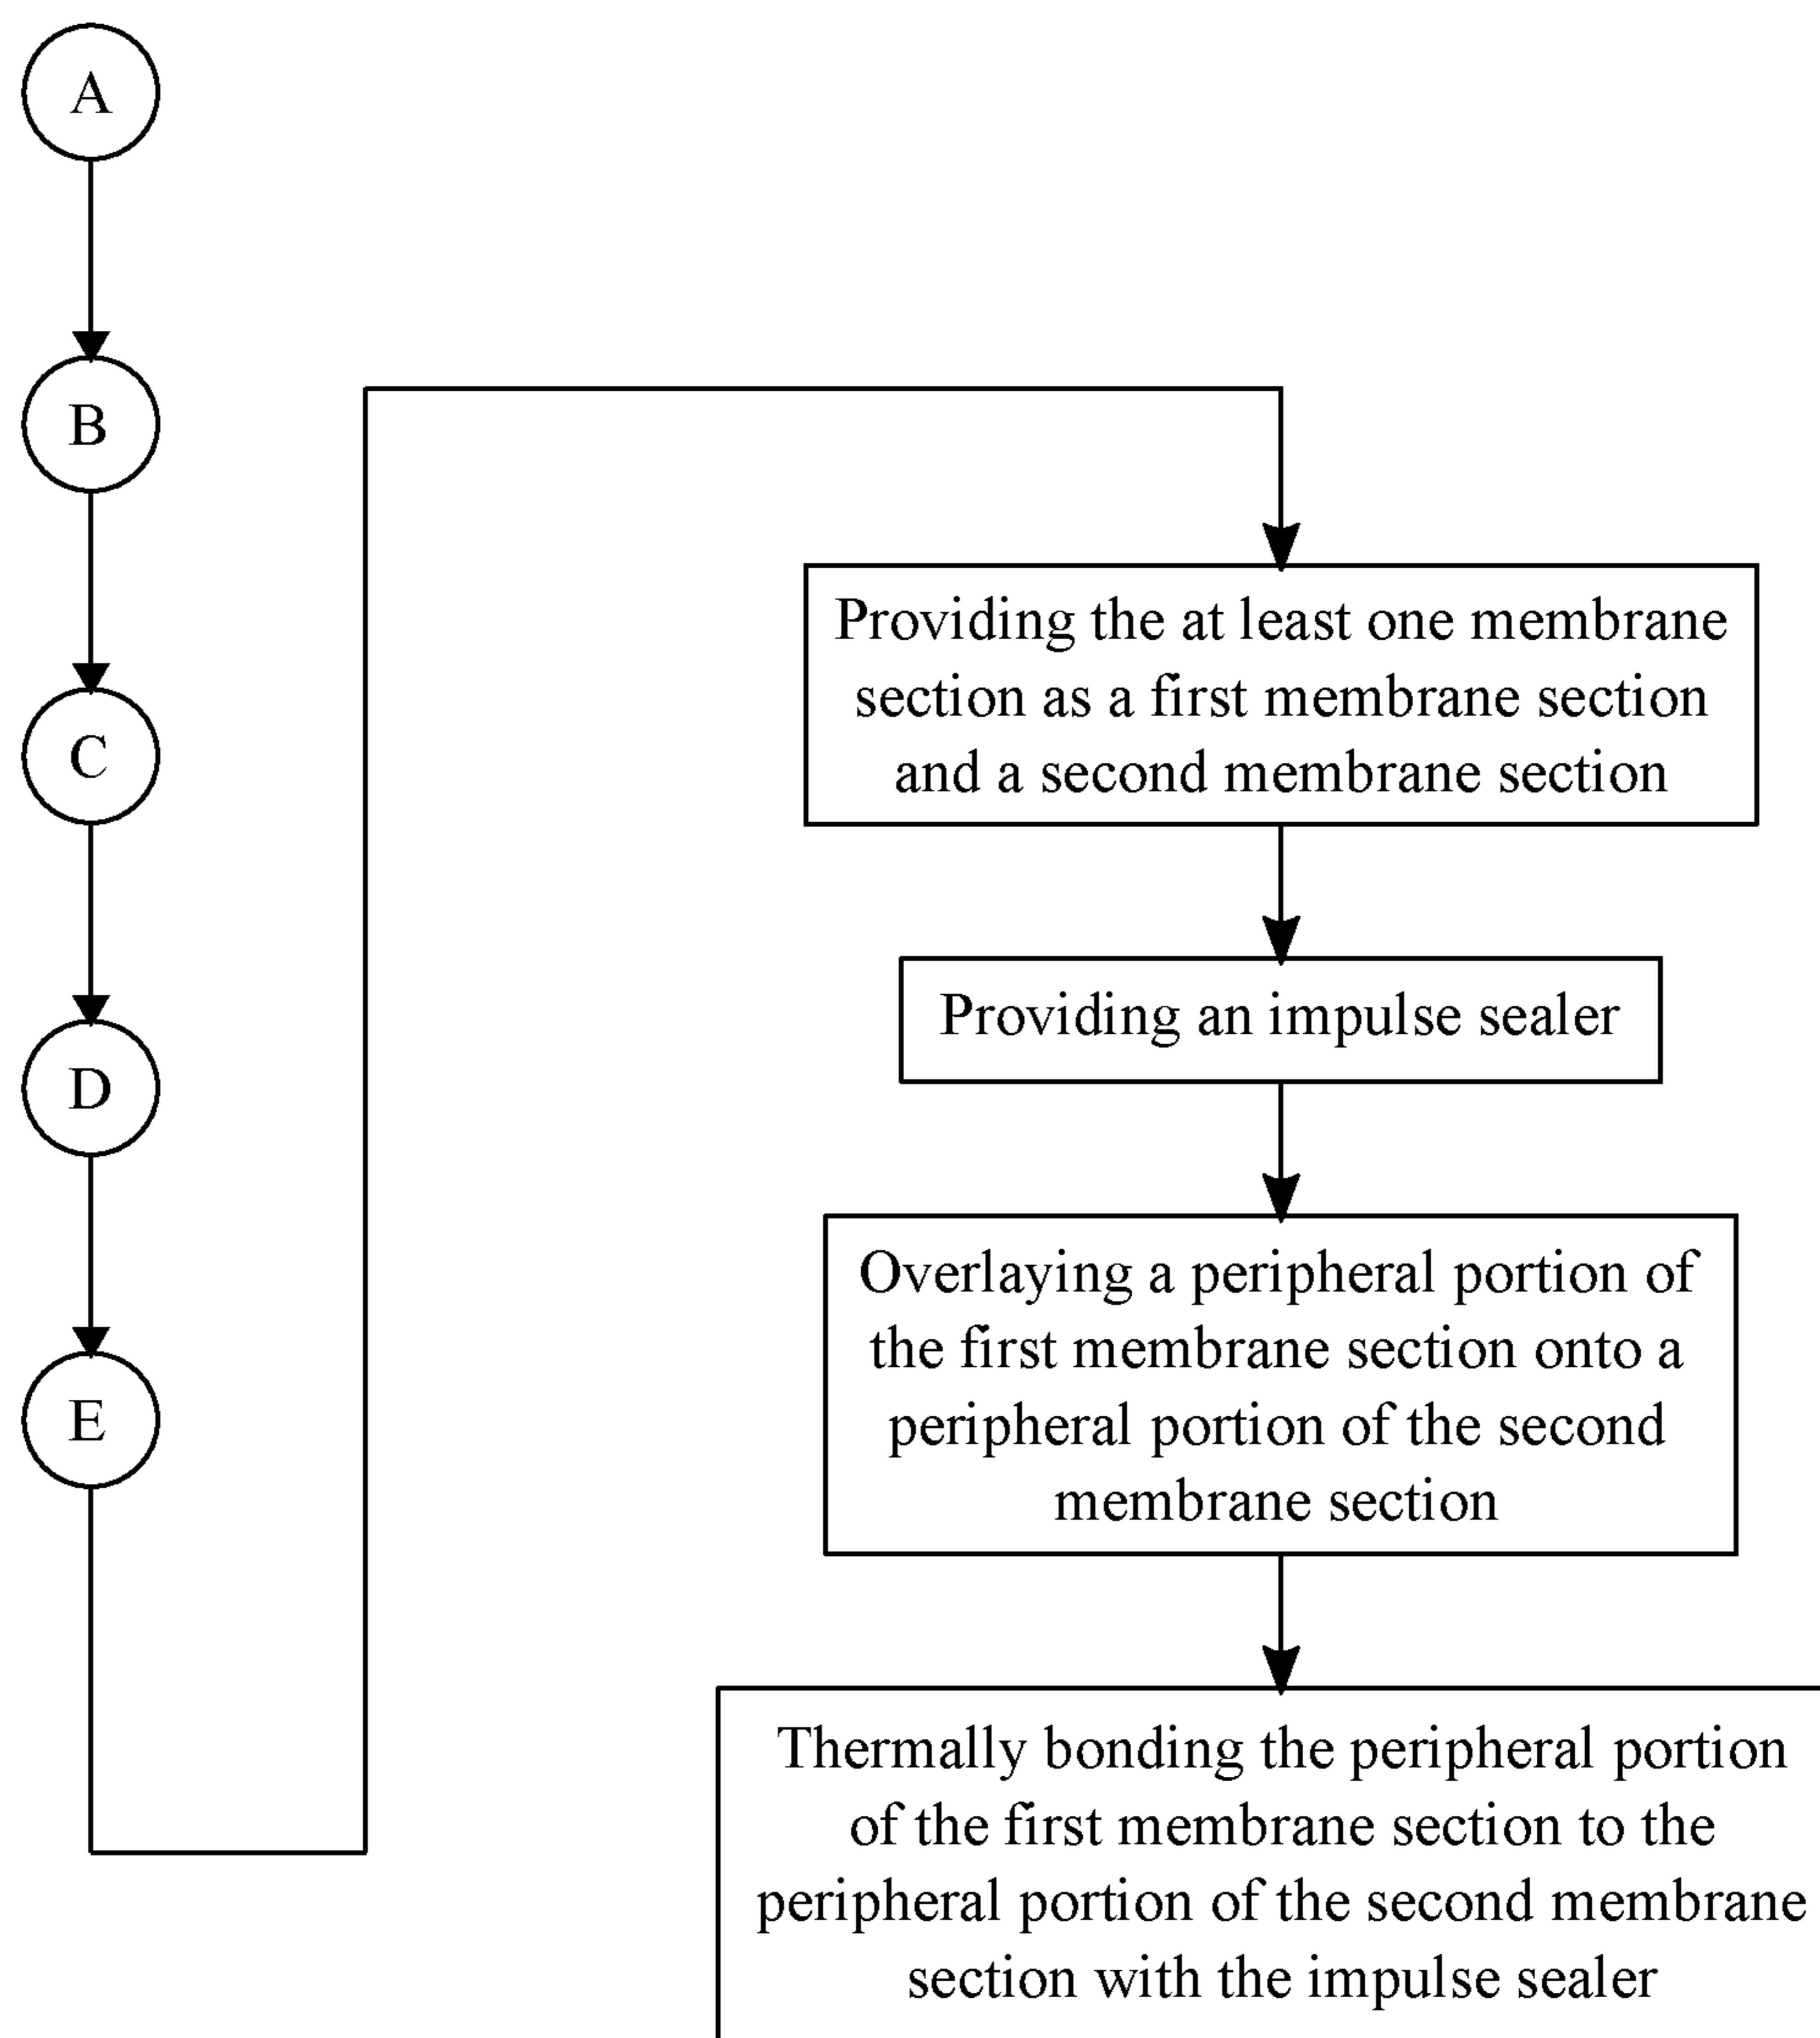 A
B
C
D
E
Providing the at least one membrane
section as a first membrane section
and a second membrane section
Providing an impulse sealer
Overlaying a peripheral portion of
the first membrane section onto a
peripheral portion of the second
membrane section
Thermally bonding the peripheral portion
of the first membrane section to the
peripheral portion of the second membrane
section with the impulse sealer